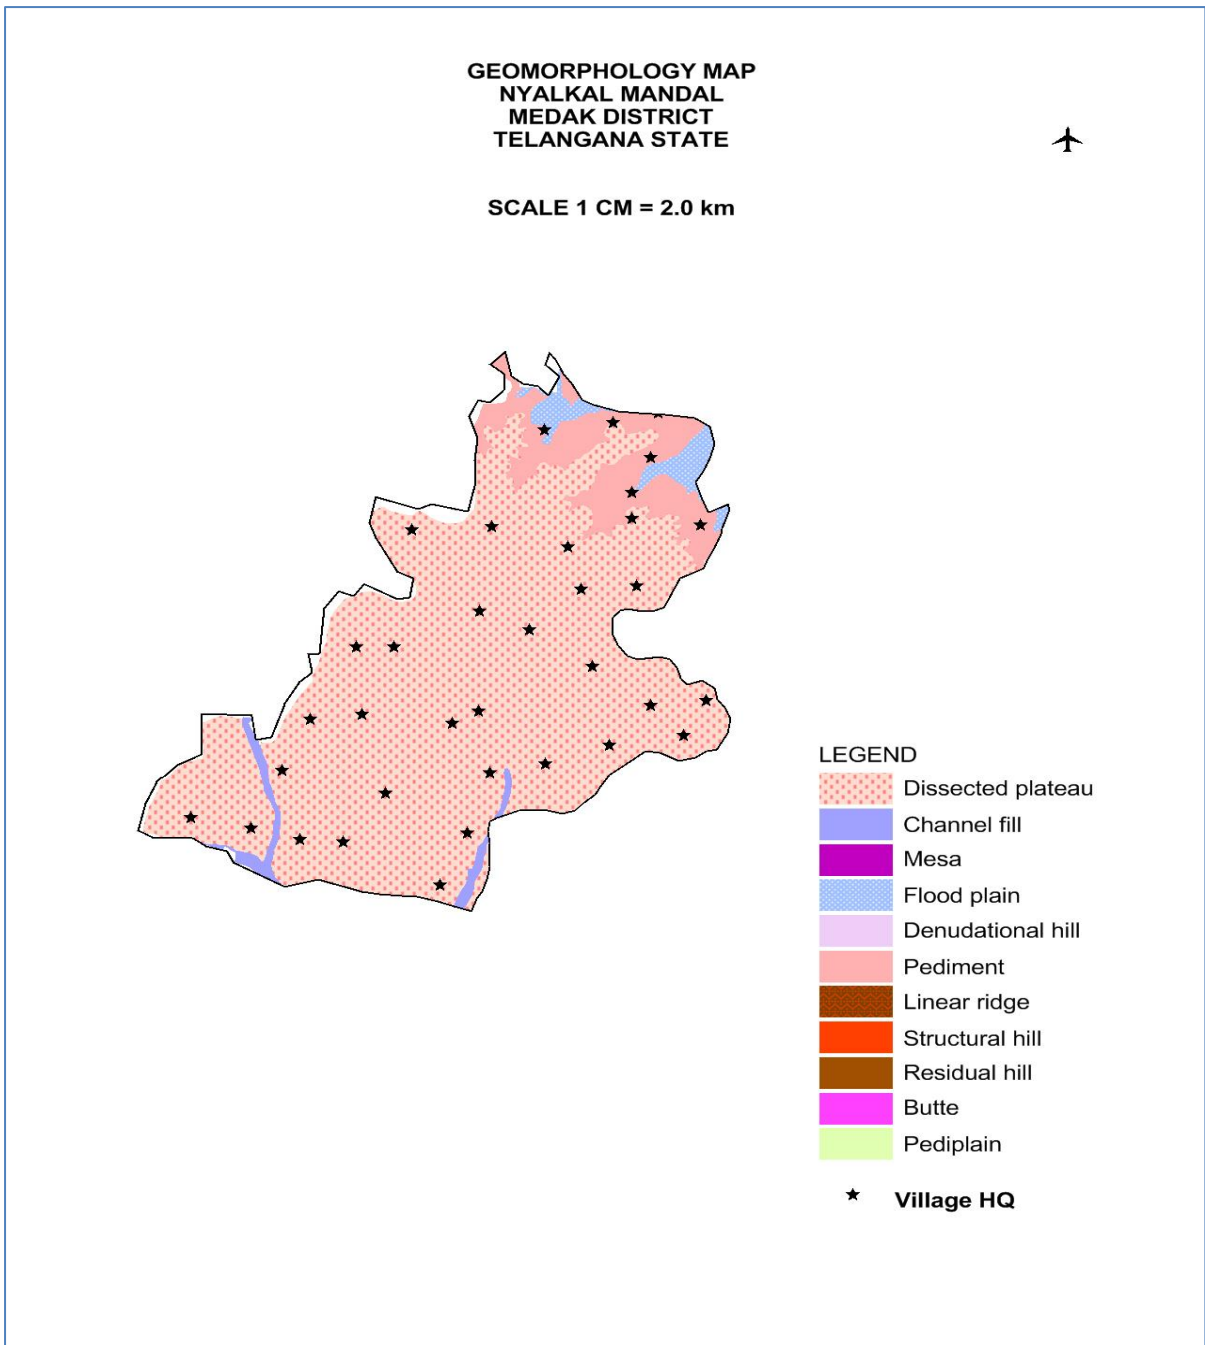 GEOMORPHOLOGY MAP
NYALKAL MANDAL
MEDAK DISTRICT
TELANGANA STATE
SCALE 1 CM = 2.0 km
LEGEND
Dissected plateau
Channel fill
Mesa
Flood plain
Denudational hill
Pediment
Linear ridge
Structural hill
Residual hill
Butte
Pediplain
Village HQ